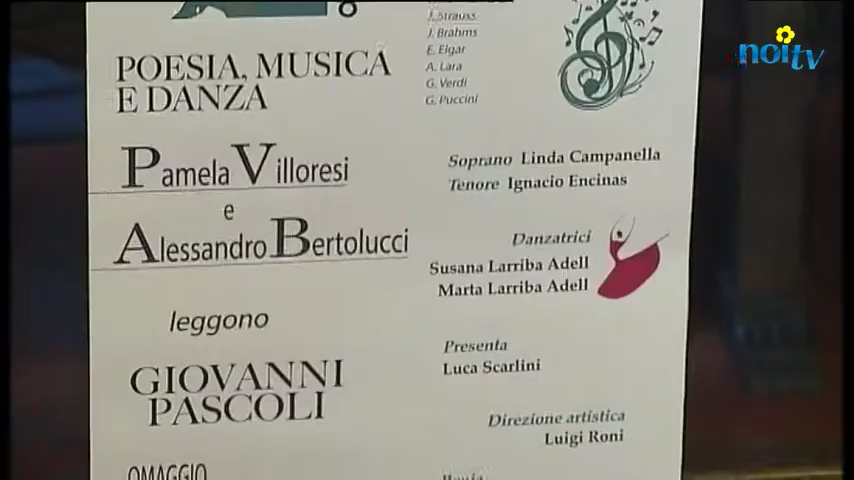 POESIA, MUSICA
E DANZA
Pamela Villoresi
e
Alessandro Bertolucci
leggono
GIOVANNI
PASCOLI
OMAGGIO
J. Strauss
J. Brahms
E. Elgar
A. Lara
G. Verdi
G. Puccini
Soprano Linda Campanella
Tenore Ignacio Encinas
Danzatrici
Susana Larriba Adell
Marta Larriba Adell
Presenta
Luca Scarlini
Direzione artistica
Luigi Roni
noitv